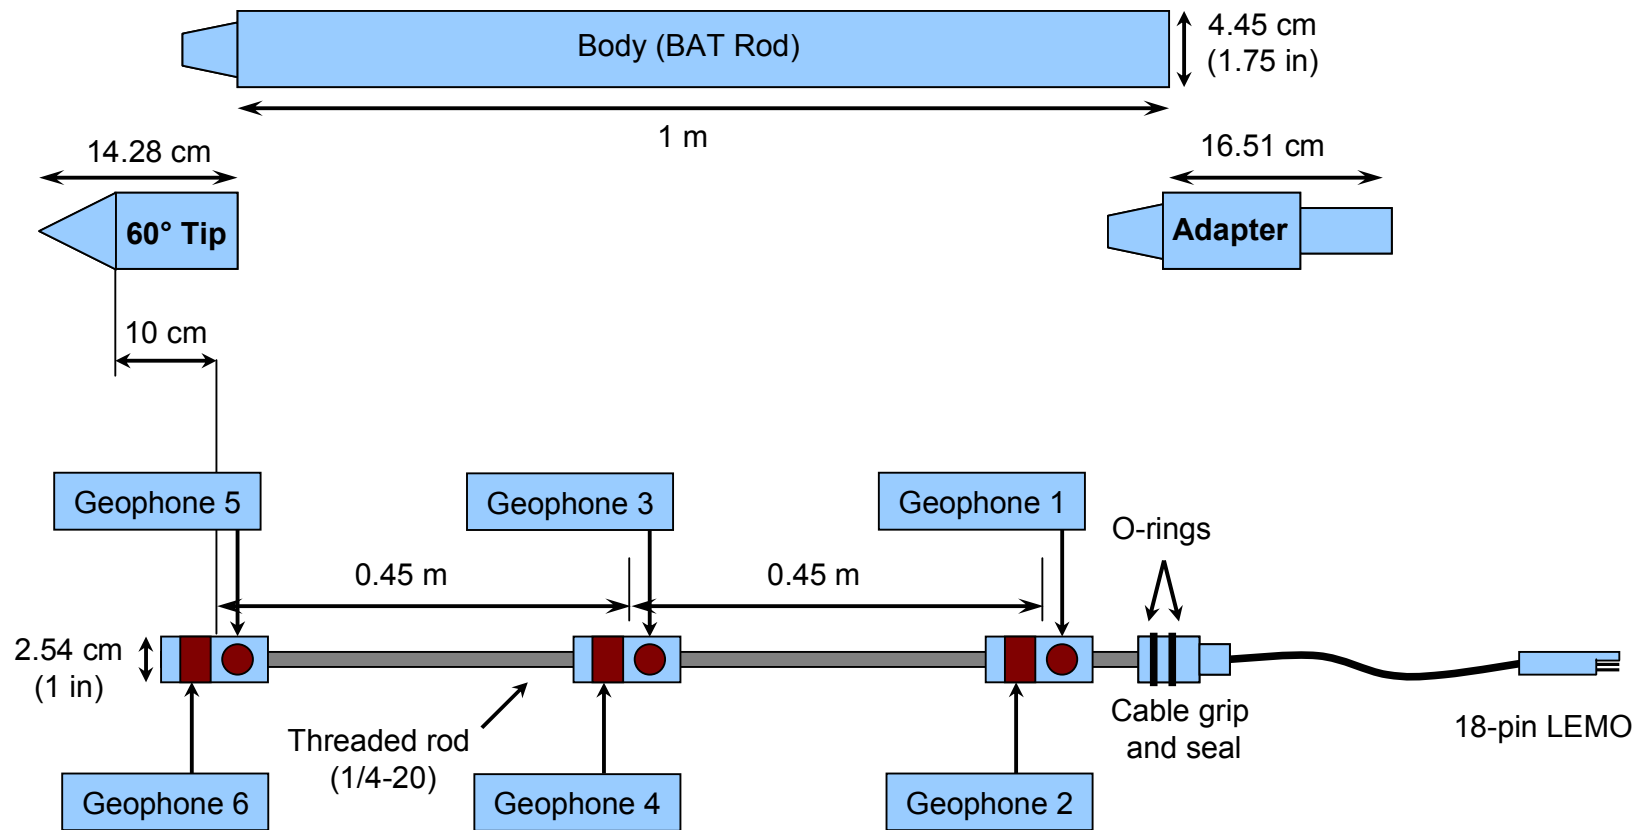 Body (BAT Rod)
4.45 cm
(1.75 in)
1 m
14.28 cm
16.51 cm
60° Tip
Adapter
10 cm
Geophone 5
Geophone 3
Geophone 1
O-rings
0.45 m
0.45 m
2.54 cm
(1 in)
Threaded rod
(1/4-20)
Cable grip
and seal
18-pin LEMO
Geophone 6
Geophone 4
Geophone 2